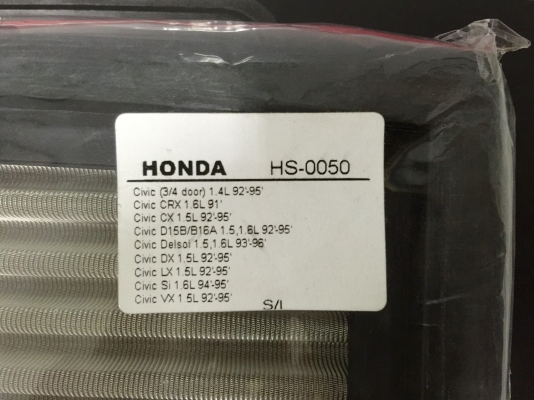 HONDA HS-0050
Civic (3/4 door) 1.4L 92'-95'
Civic CRX 1.6L 91'
Civic CX 1.5L 92'-95'
Civic D15B/B16A 1.5,1.6L 92'-95'
Civic Delsol 1.5,1.6L 93'-96'
Civic DX 1.5L 92'-95'
Civic LX 1.5L 92'-95'
Civic Si 1.6L 94'-95'
Civic VX 1 5L 92'-95'
S/I